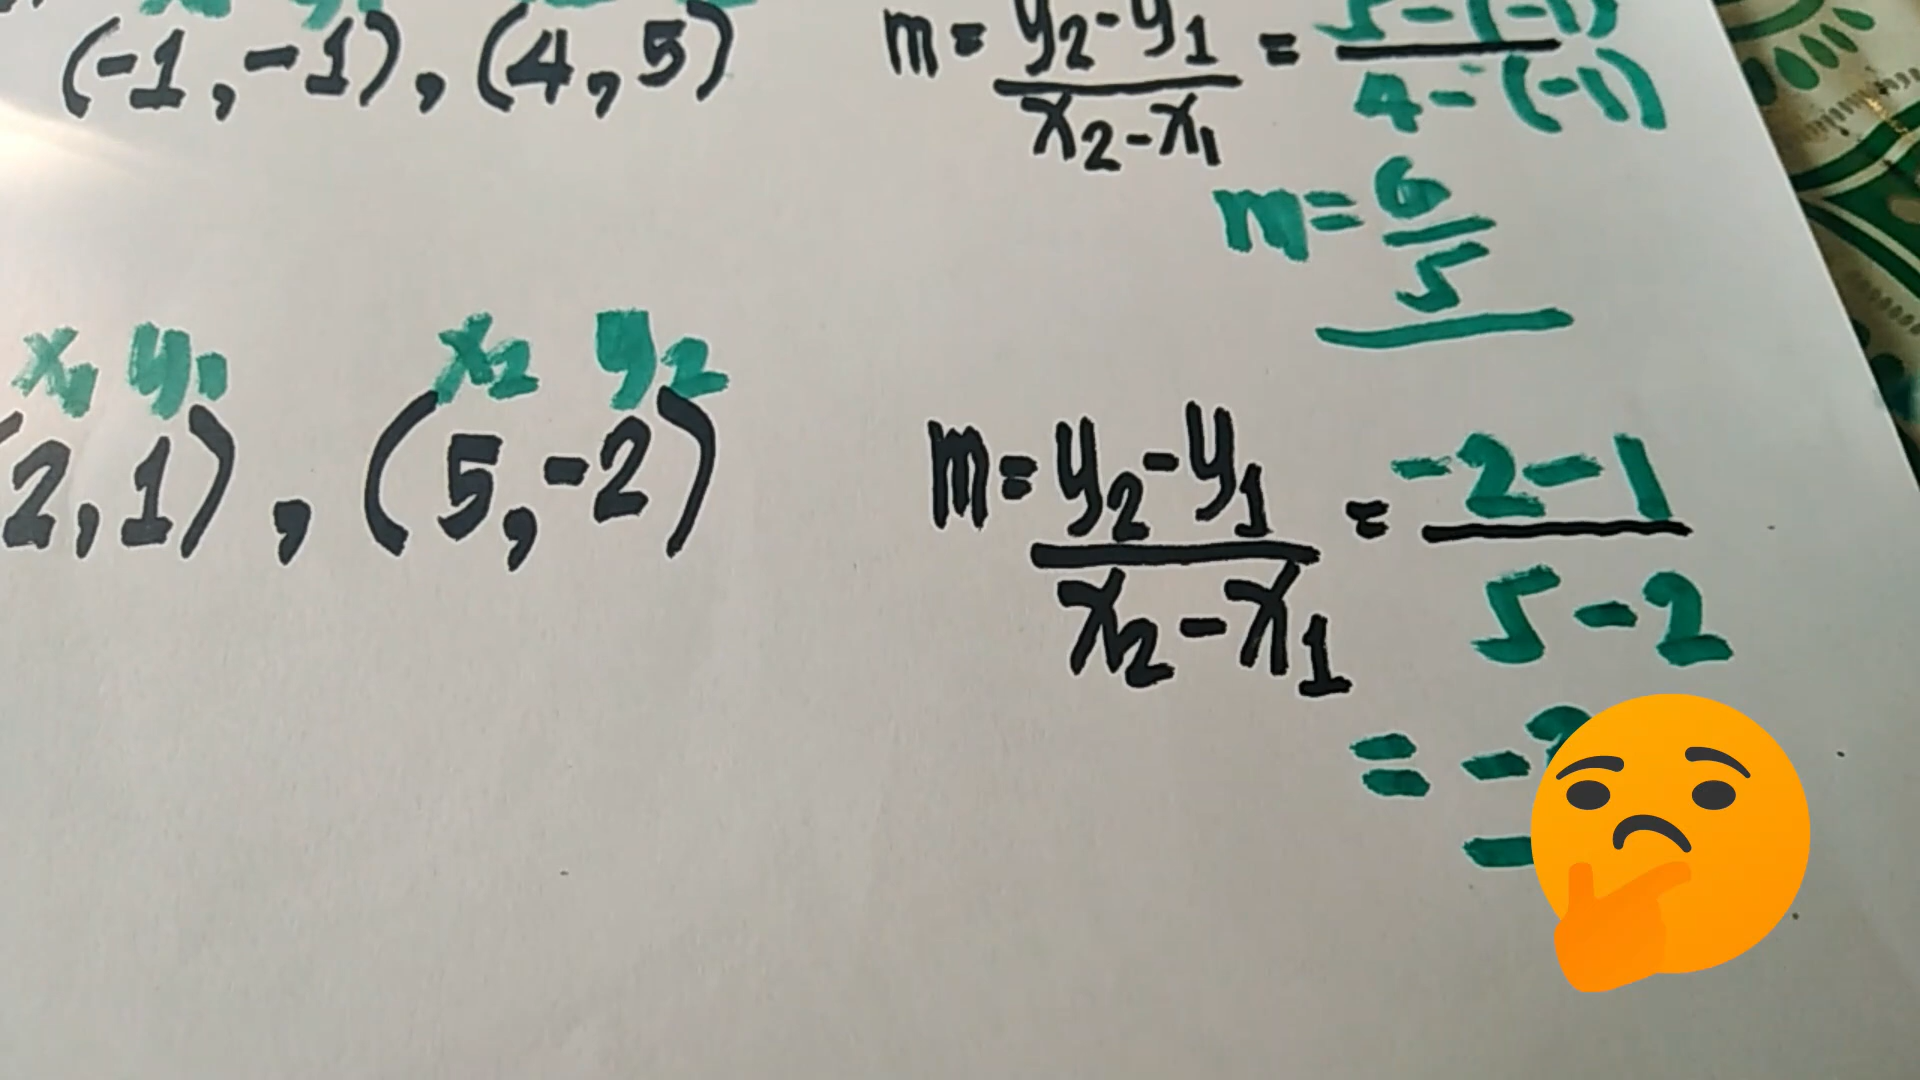 (-1,-1), (4,5) m = y2-y1 / x2-x1 = 5-(-1) / 4-(-1)
m = 6/5
x1 y1 x2 y2
(2,1), (5,-2) m = y2-y1 / x2-x1 = -2-1 / 5-2
= -